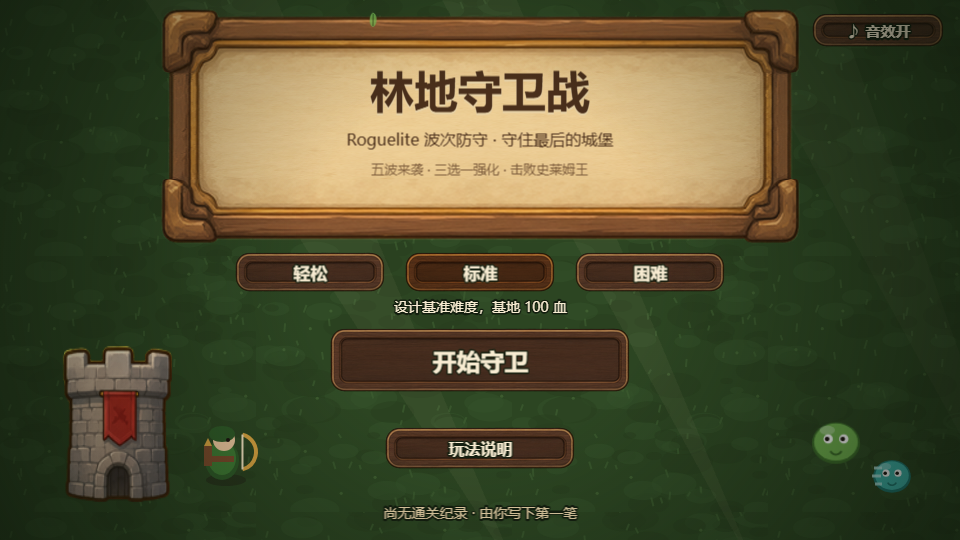 林地守卫战
♪ 音效开
Roguelite 波次防守 · 守住最后的城堡
五波来袭 · 三选一强化 · 击败史莱姆王
轻松
标准
困难
设计基准难度，基地 100 血
开始守卫
玩法说明
尚无通关纪录 · 由你写下第一笔